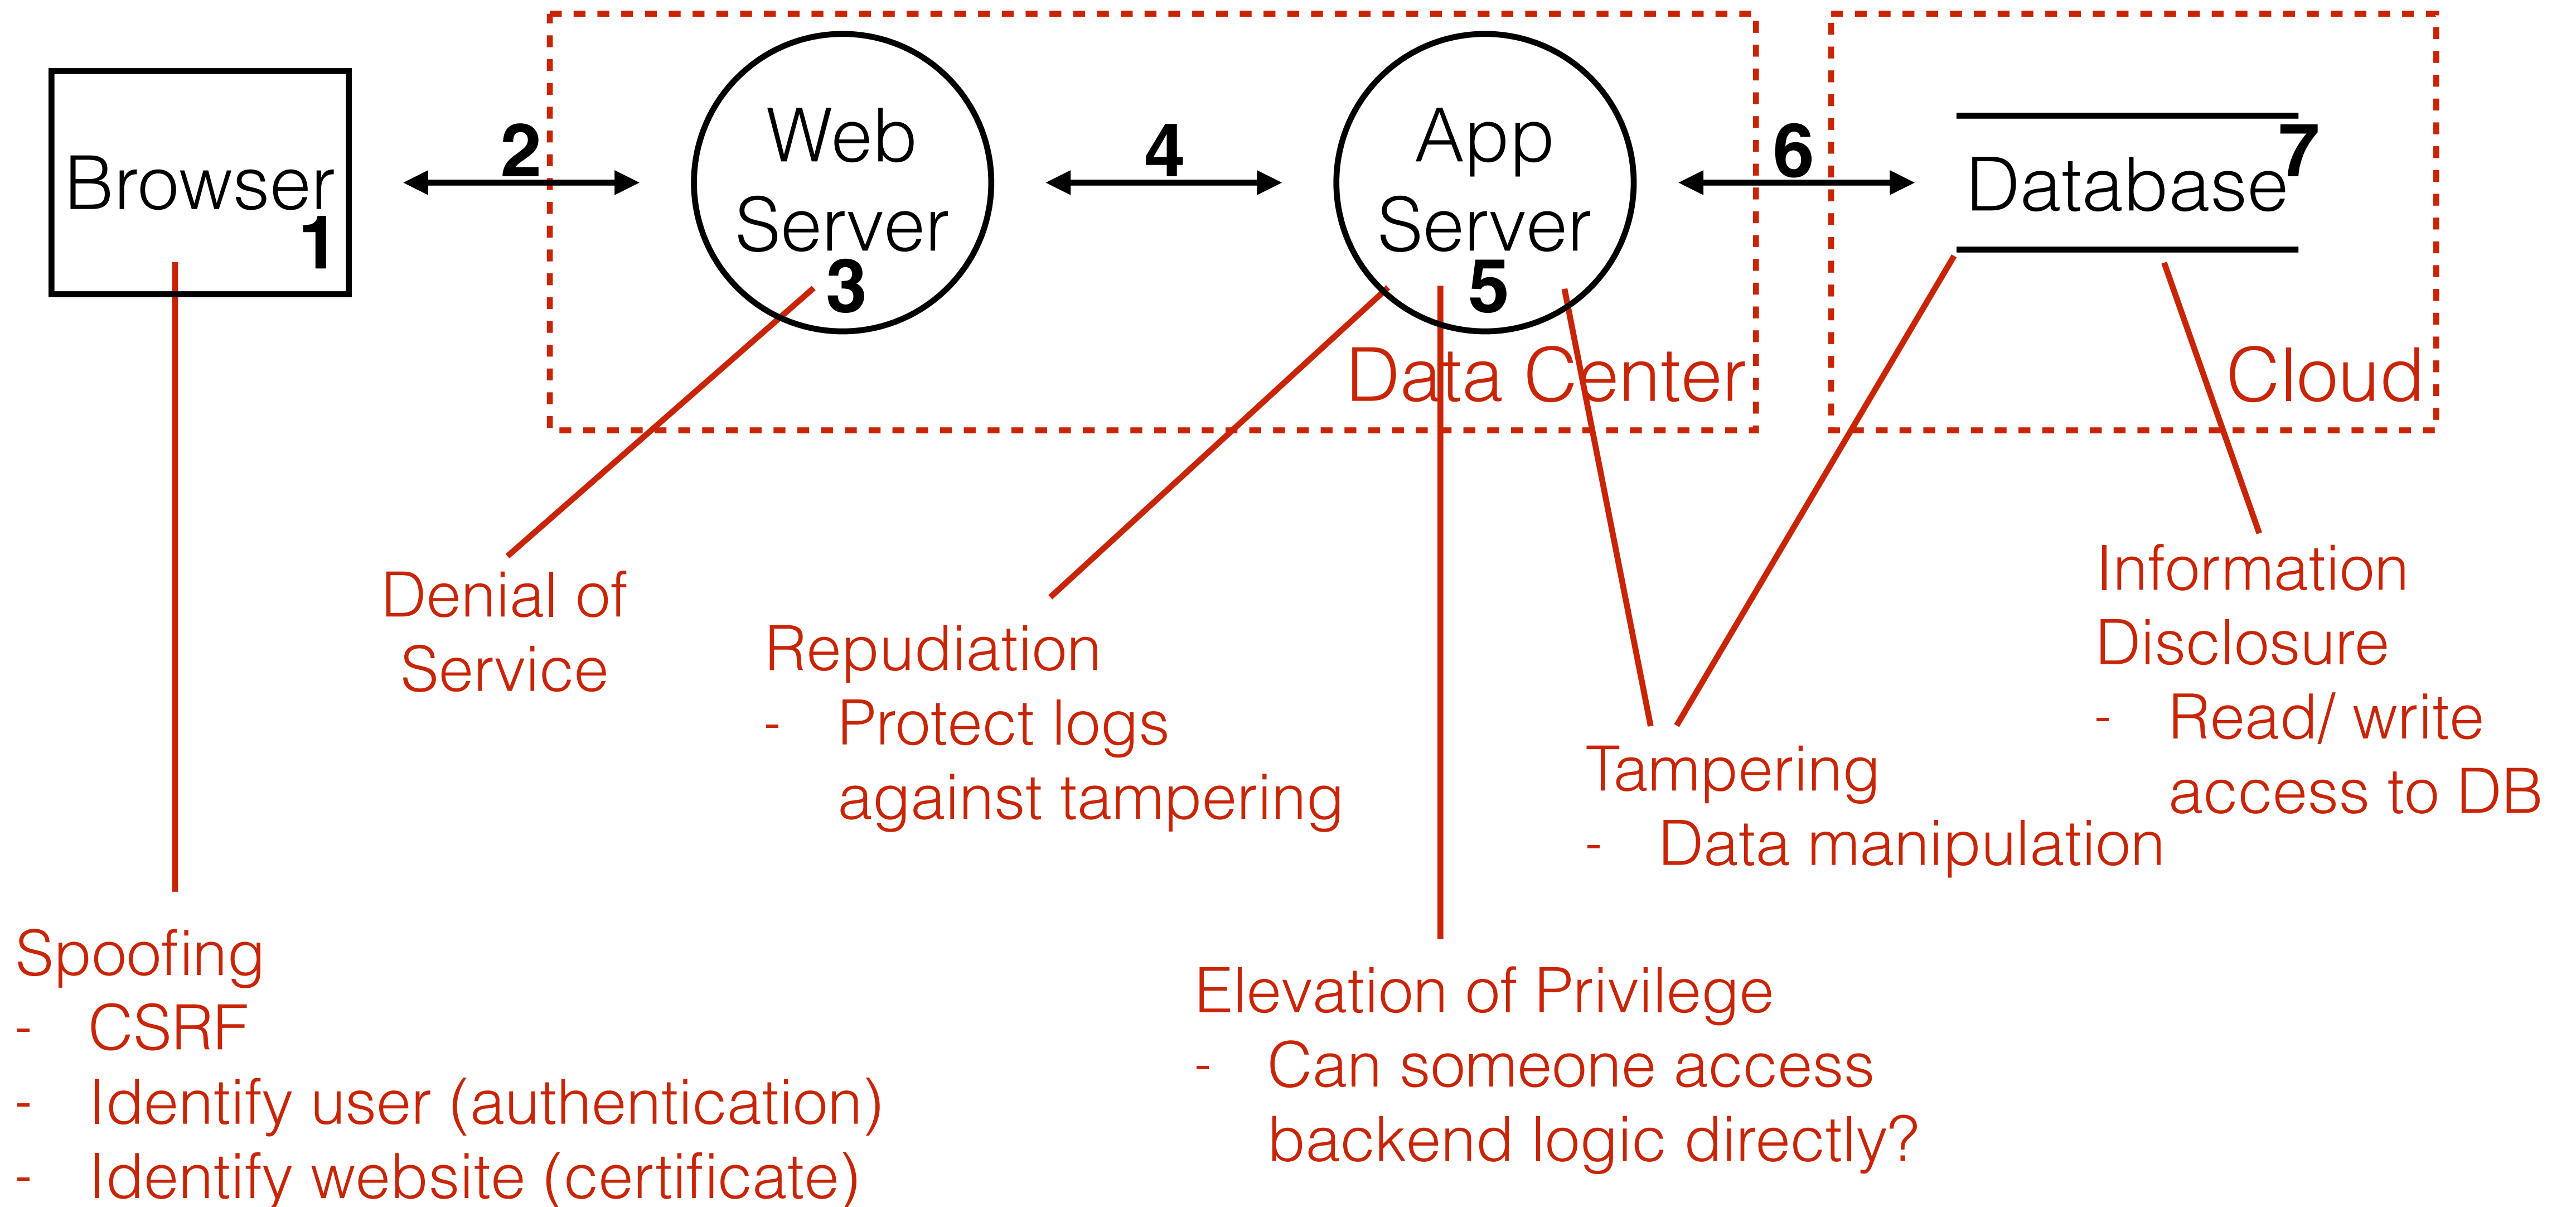 Browser
1
2
Web
Server
3
4
App
Server
5
6
Database
7
Data Center
Cloud
Denial of
Service
Repudiation
- Protect logs
against tampering
Tampering
- Data manipulation
Information
Disclosure
- Read/ write
access to DB
Spoofing
- CSRF
- Identify user (authentication)
- Identify website (certificate)
Elevation of Privilege
- Can someone access
backend logic directly?